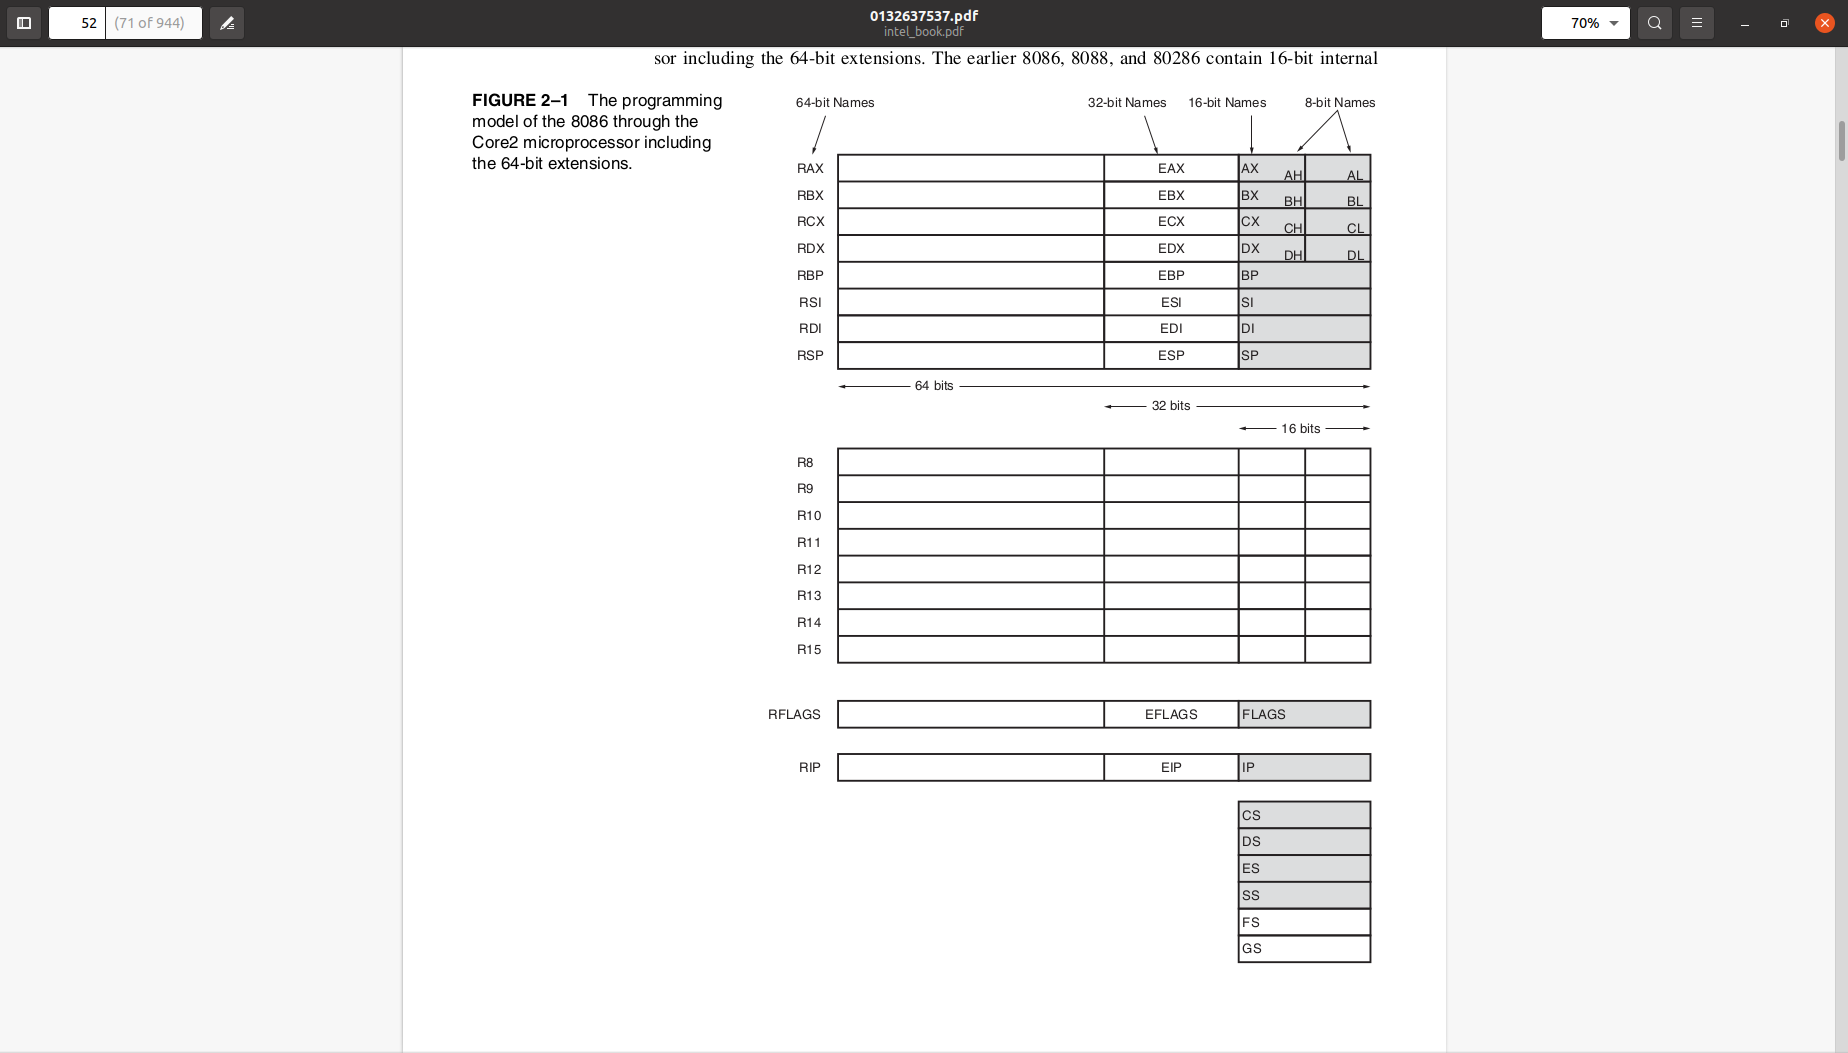 52 (71 of 944)
0132637537.pdf
intel_book.pdf
70%
sor including the 64-bit extensions. The earlier 8086, 8088, and 80286 contain 16-bit internal
FIGURE 2–1 The programming
model of the 8086 through the
Core2 microprocessor including
the 64-bit extensions.
64-bit Names 32-bit Names 16-bit Names 8-bit Names
RAX EAX AX AH AL
RBX EBX BX BH BL
RCX ECX CX CH CL
RDX EDX DX DH DL
RBP EBP BP
RSI ESI SI
RDI EDI DI
RSP ESP SP
64 bits
32 bits
16 bits
R8
R9
R10
R11
R12
R13
R14
R15
RFLAGS EFLAGS FLAGS
RIP EIP IP
CS
DS
ES
SS
FS
GS